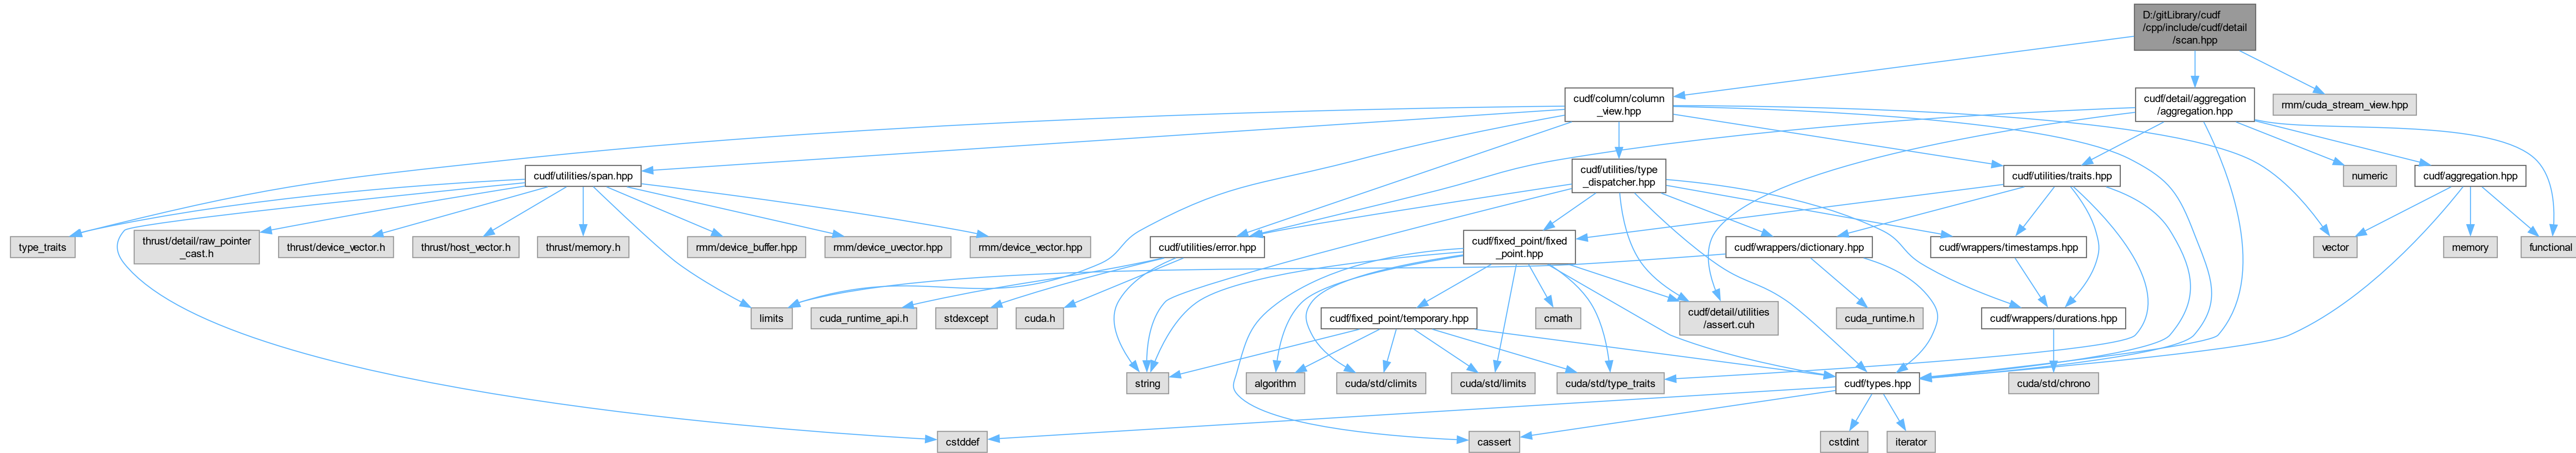 D:/gitLibrary/cudf
/cpp/include/cudf/detail
/scan.hpp
cudf/column/column
_view.hpp
cudf/detail/aggregation
/aggregation.hpp
rmm/cuda_stream_view.hpp
cudf/utilities/span.hpp
cudf/utilities/type
_dispatcher.hpp
cudf/utilities/traits.hpp
numeric
cudf/aggregation.hpp
type_traits
thrust/detail/raw_pointer
_cast.h
thrust/device_vector.h
thrust/host_vector.h
thrust/memory.h
rmm/device_buffer.hpp
rmm/device_uvector.hpp
rmm/device_vector.hpp
cudf/utilities/error.hpp
cudf/fixed_point/fixed
_point.hpp
cudf/wrappers/dictionary.hpp
cudf/wrappers/timestamps.hpp
vector
memory
functional
limits
cuda_runtime_api.h
stdexcept
cuda.h
cudf/fixed_point/temporary.hpp
cmath
cudf/detail/utilities
/assert.cuh
cuda_runtime.h
cudf/wrappers/durations.hpp
string
algorithm
cuda/std/climits
cuda/std/limits
cuda/std/type_traits
cudf/types.hpp
cuda/std/chrono
cstddef
cassert
cstdint
iterator